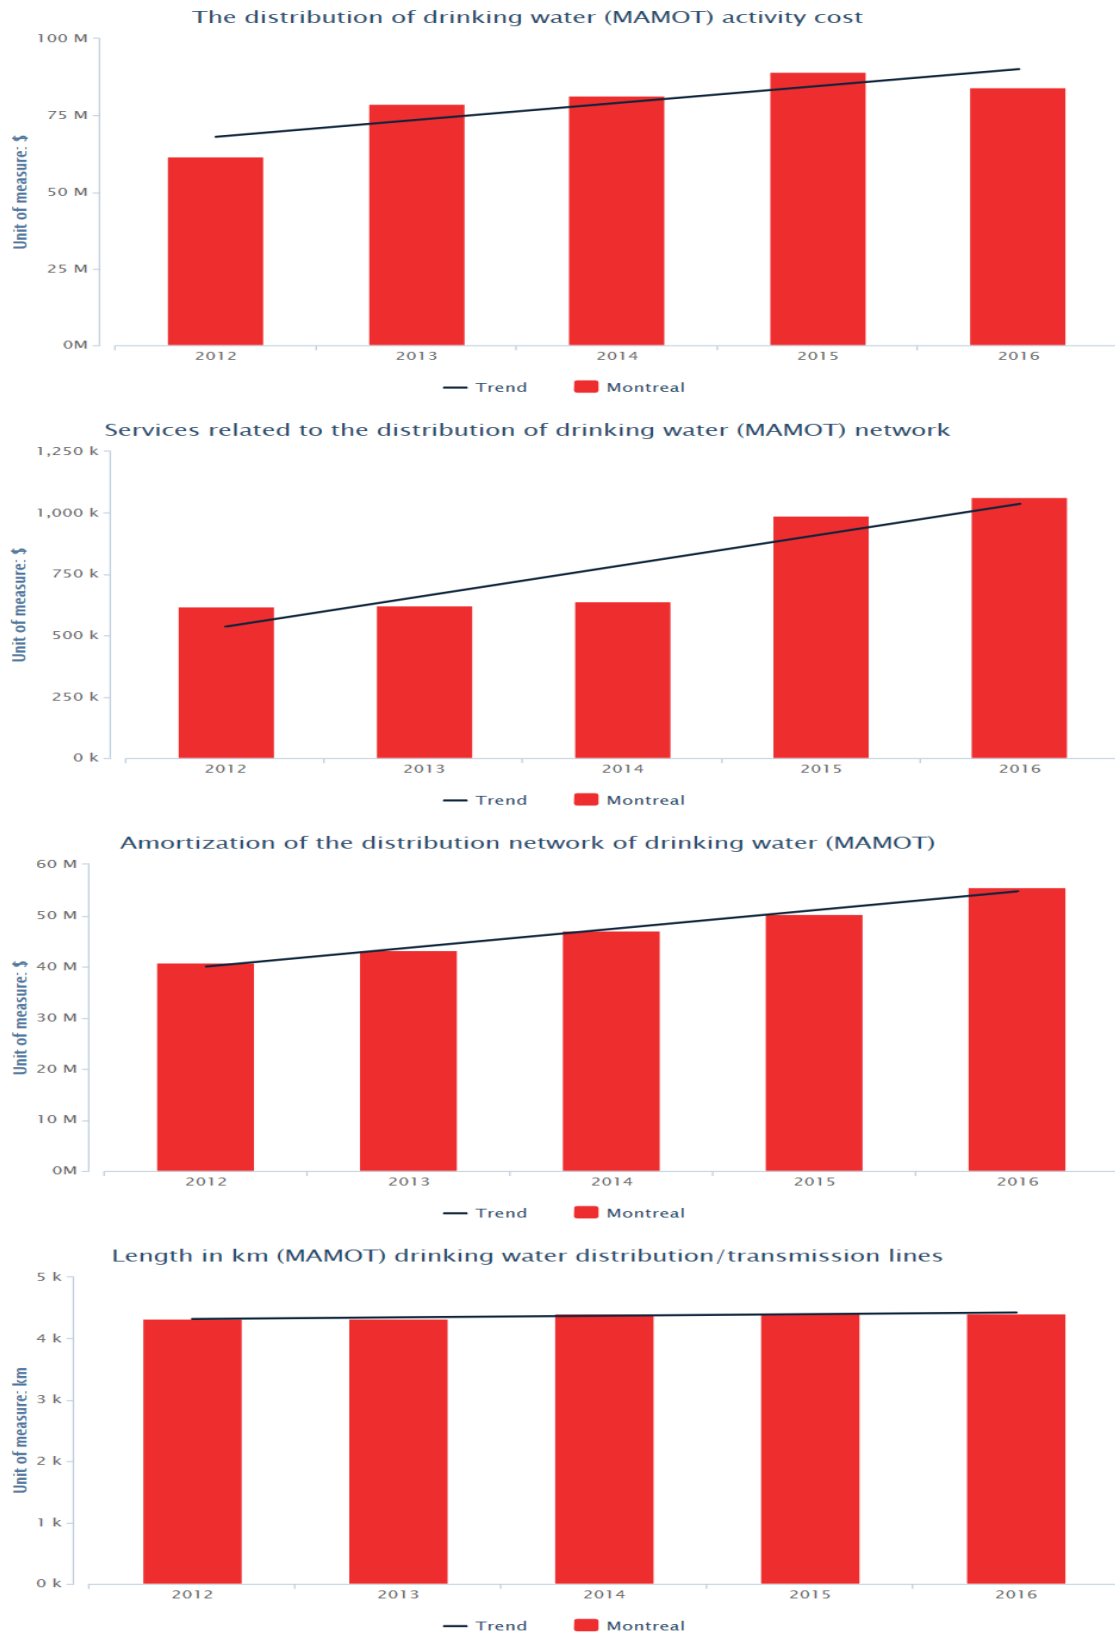 The distribution of drinking water (MAMOT) activity cost
100 M
75 M
50 M
25 M
0M
Unit of measure: $
2012 2013 2014 2015 2016
Trend Montreal
Services related to the distribution of drinking water (MAMOT) network
1,250 k
1,000 k
750 k
500 k
250 k
0 k
Unit of measure: $
2012 2013 2014 2015 2016
Trend Montreal
Amortization of the distribution network of drinking water (MAMOT)
60 M
50 M
40 M
30 M
20 M
10 M
0M
Unit of measure: $
2012 2013 2014 2015 2016
Trend Montreal
Length in km (MAMOT) drinking water distribution/transmission lines
5 k
4 k
3 k
2 k
1 k
0 k
Unit of measure: km
2012 2013 2014 2015 2016
Trend Montreal